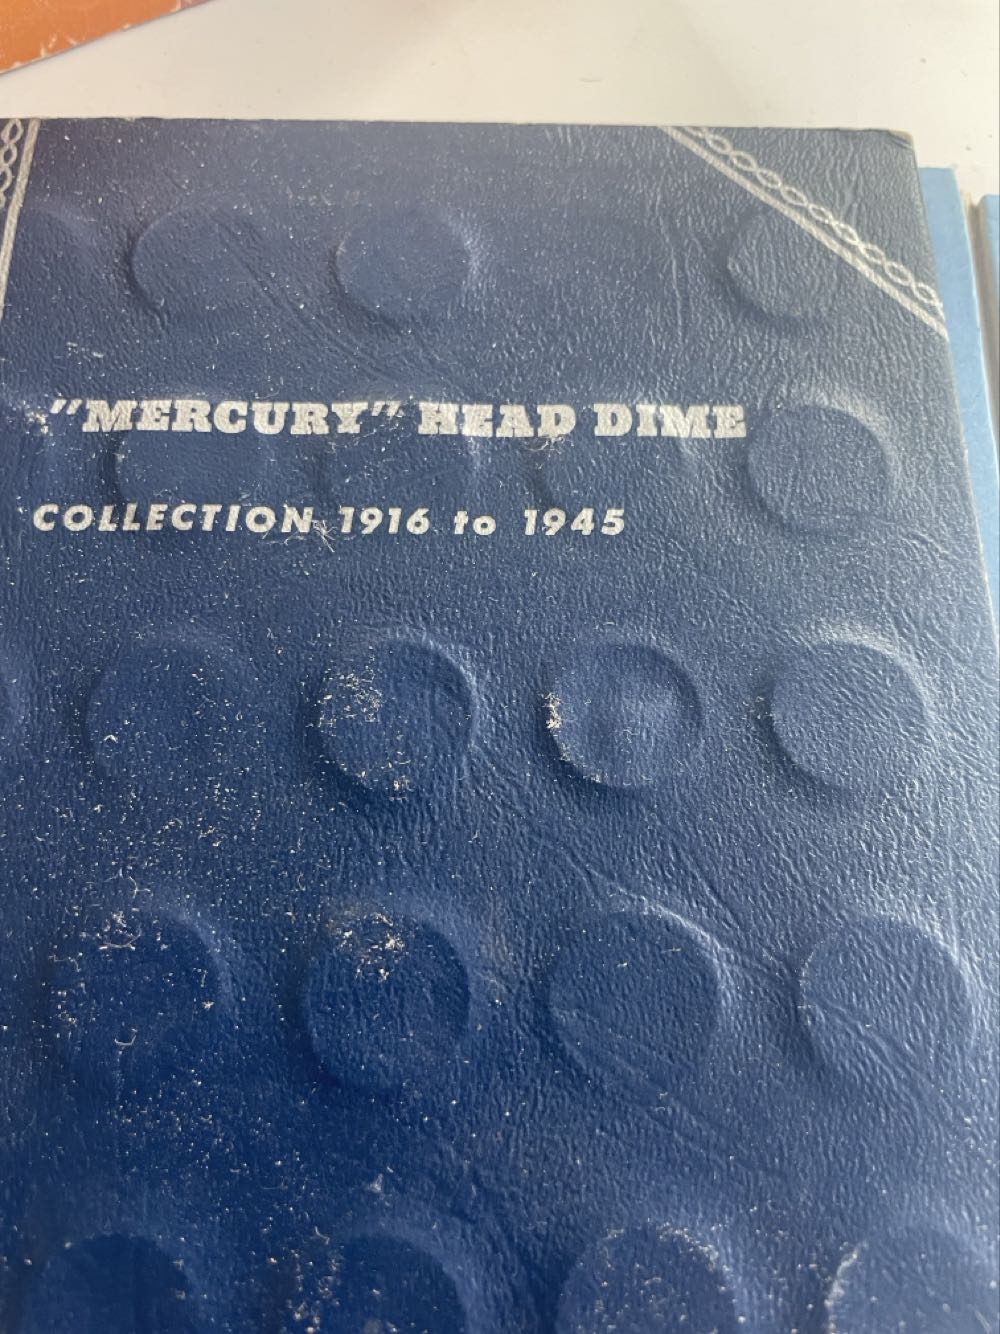 "MERCURY" HEAD DIME
COLLECTION 1916 to 1945